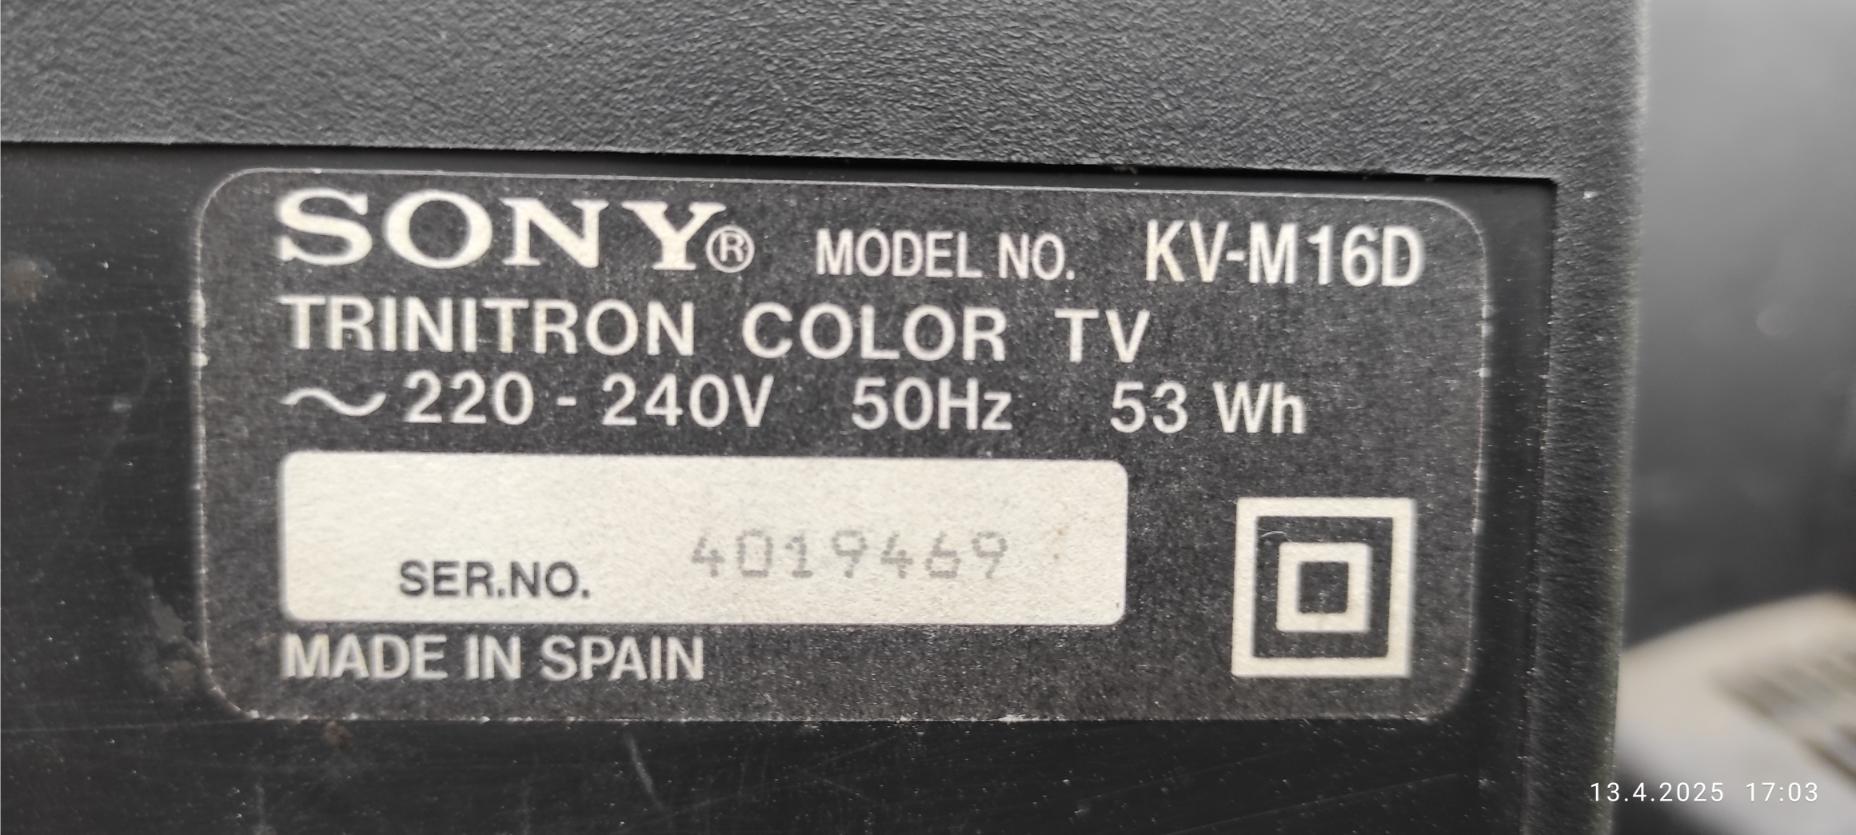 SONY® MODEL NO. KV-M16D
TRINITRON COLOR TV
~ 220 - 240V 50Hz 53 Wh
SER.NO. 4019469
MADE IN SPAIN
13.4.2025 17:03